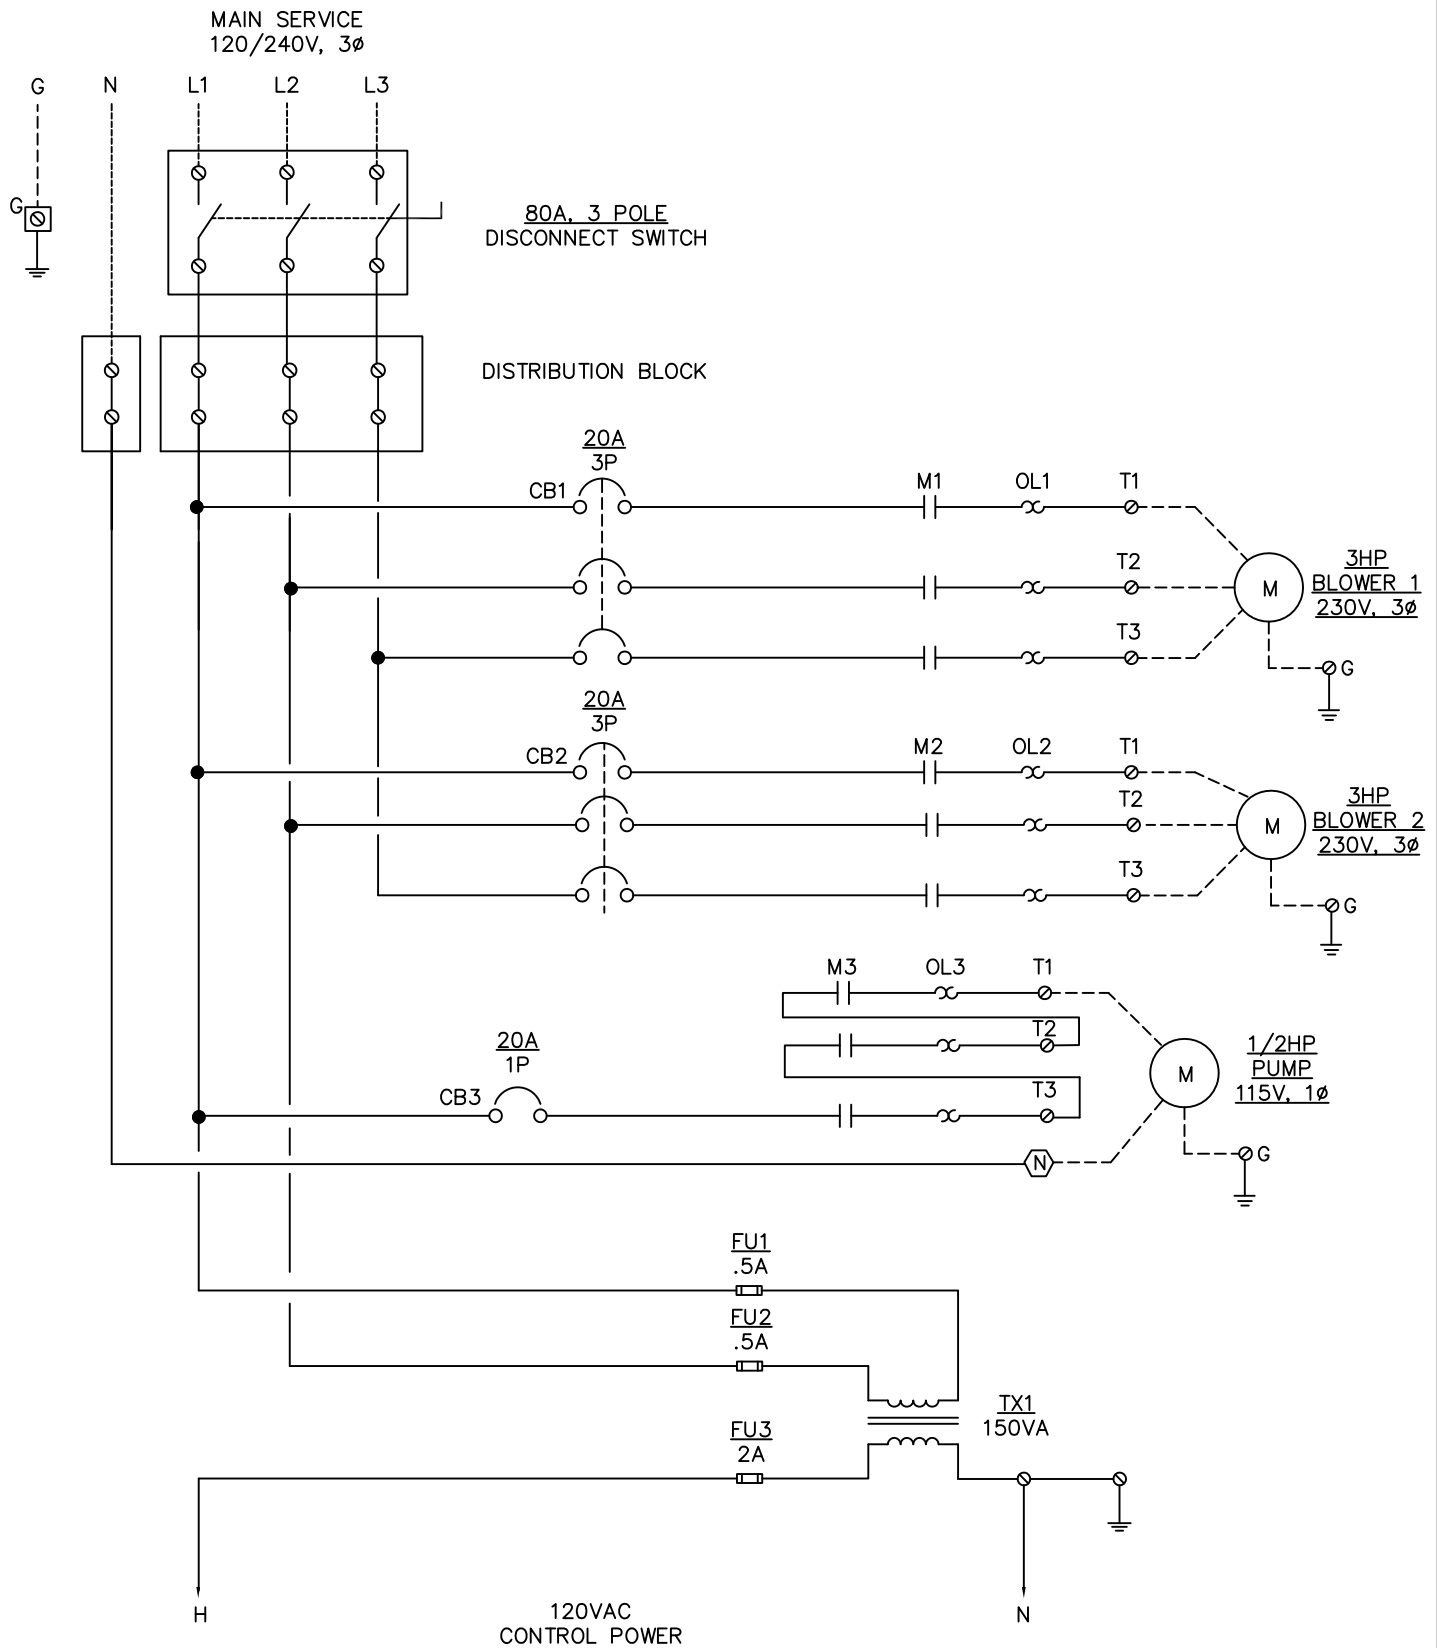 MAIN SERVICE
120/240V, 3ø
G N L1 L2 L3
G
80A, 3 POLE
DISCONNECT SWITCH
DISTRIBUTION BLOCK
20A
3P
CB1 M1 OL1 T1
T2
3HP
BLOWER 1
230V, 3ø
M
T3
G
20A
3P
CB2 M2 OL2 T1
T2
3HP
BLOWER 2
230V, 3ø
M
T3
G
M3 OL3 T1
T2
20A
1P
1/2HP
PUMP
115V, 1ø
M
CB3 T3
N
G
FU1
.5A
FU2
.5A
TX1
150VA
FU3
2A
H N
120VAC
CONTROL POWER